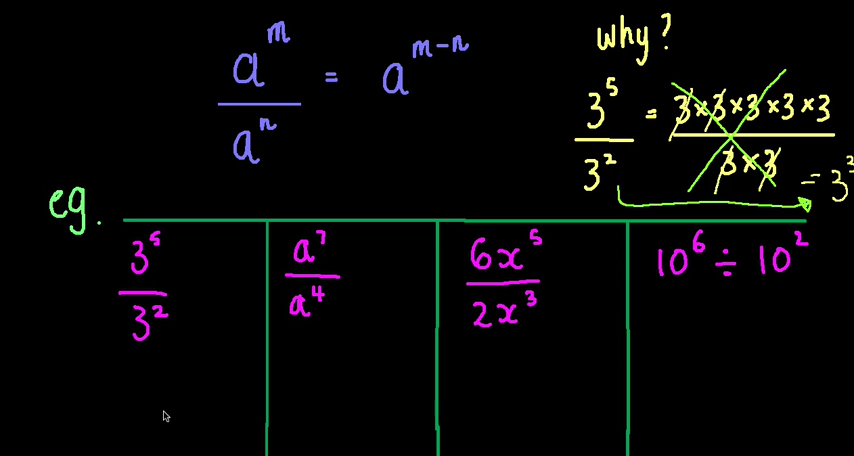 a^m / a^n = a^(m-n)
why?
3^5 / 3^2 = 3×3×3×3×3 / 3×3 = 3^3
eg.
3^5 / 3^2
a^7 / a^4
6x^5 / 2x^3
10^6 ÷ 10^2